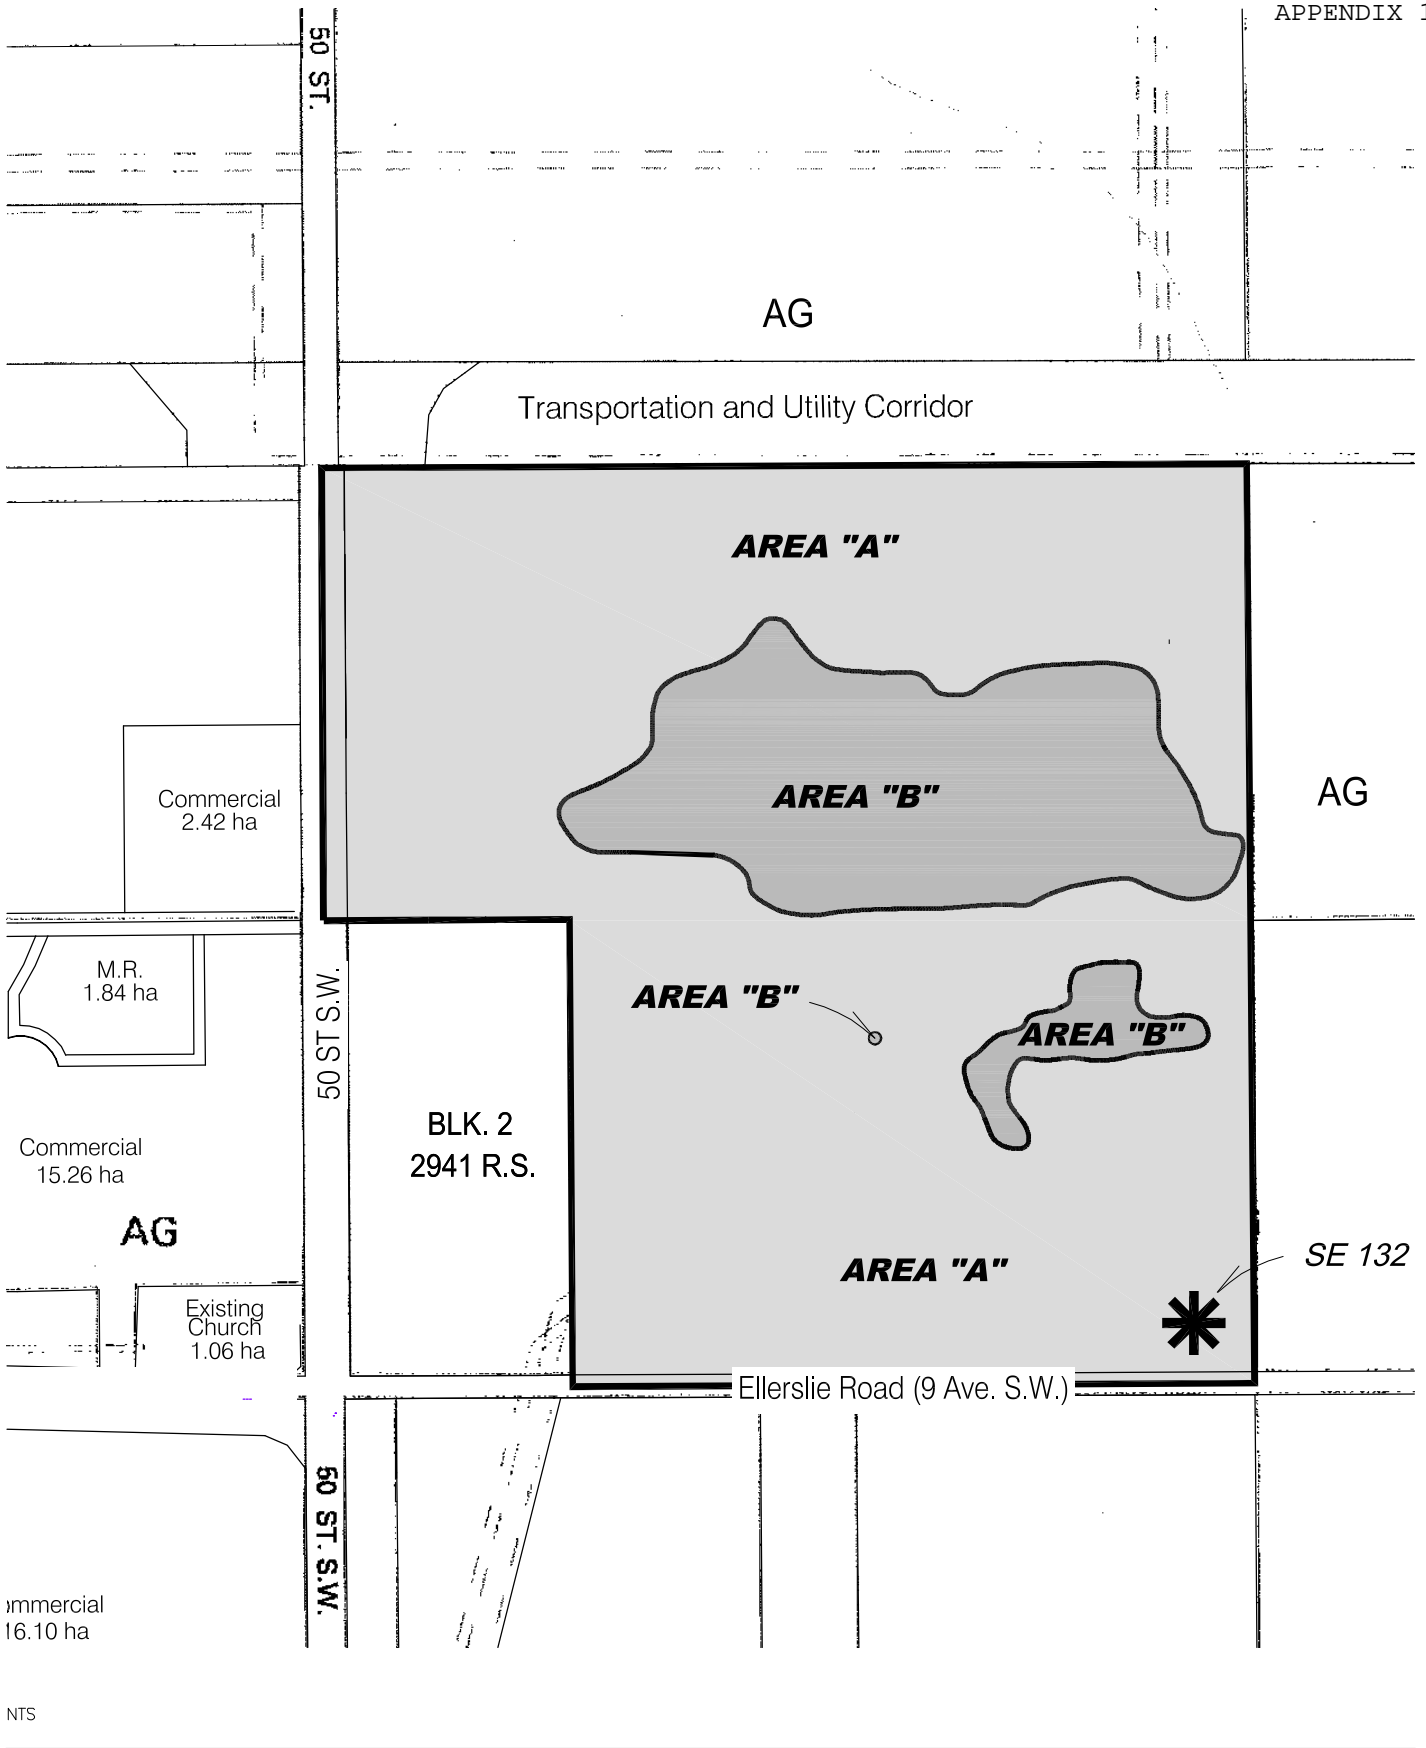 APPENDIX 1
50 ST.
AG
Transportation and Utility Corridor
AREA "A"
Commercial
2.42 ha
AREA "B"
AG
M.R.
1.84 ha
50 ST S.W.
AREA "B"
AREA "B"
BLK. 2
2941 R.S.
Commercial
15.26 ha
AG
AREA "A"
SE 132
Existing
Church
1.06 ha
Ellerslie Road (9 Ave. S.W.)
50 ST. S.W.
ommercial
16.10 ha
NTS